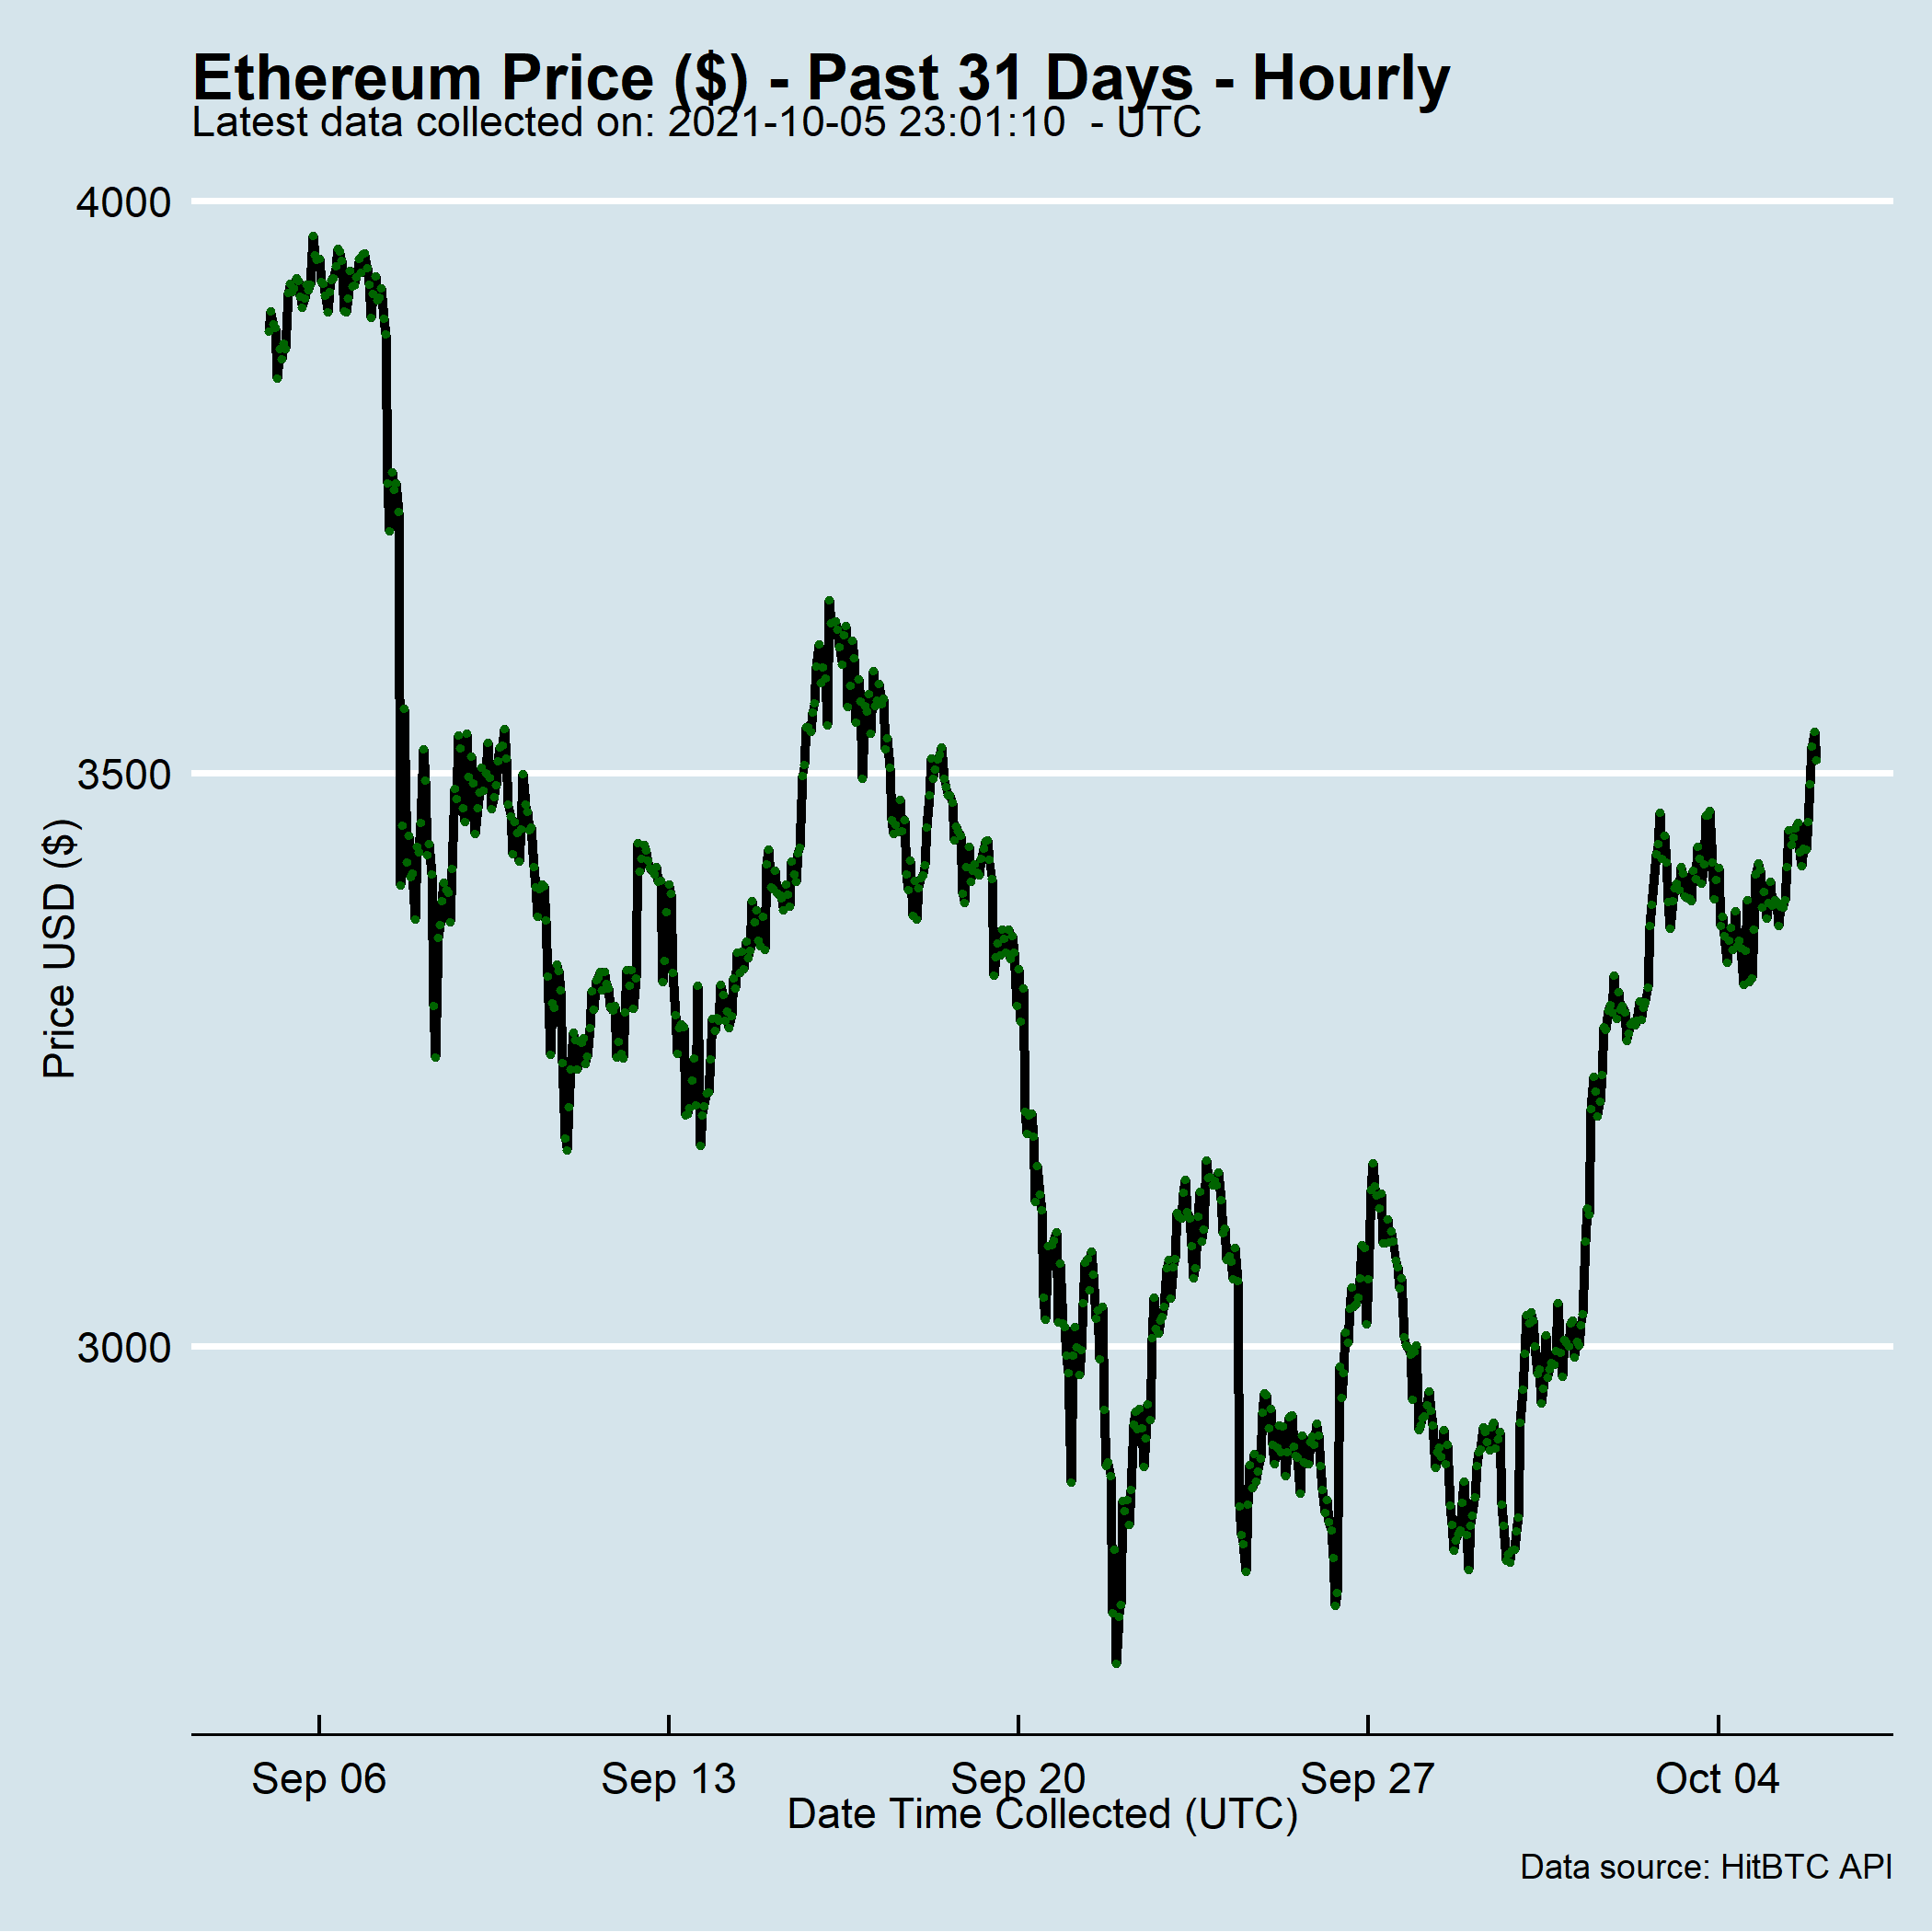 Ethereum Price ($) - Past 31 Days - Hourly
Latest data collected on: 2021-10-05 23:01:10  - UTC
4000
3500
3000
Price USD ($)
Sep 06
Sep 13
Sep 20
Sep 27
Oct 04
Date Time Collected (UTC)
Data source: HitBTC API